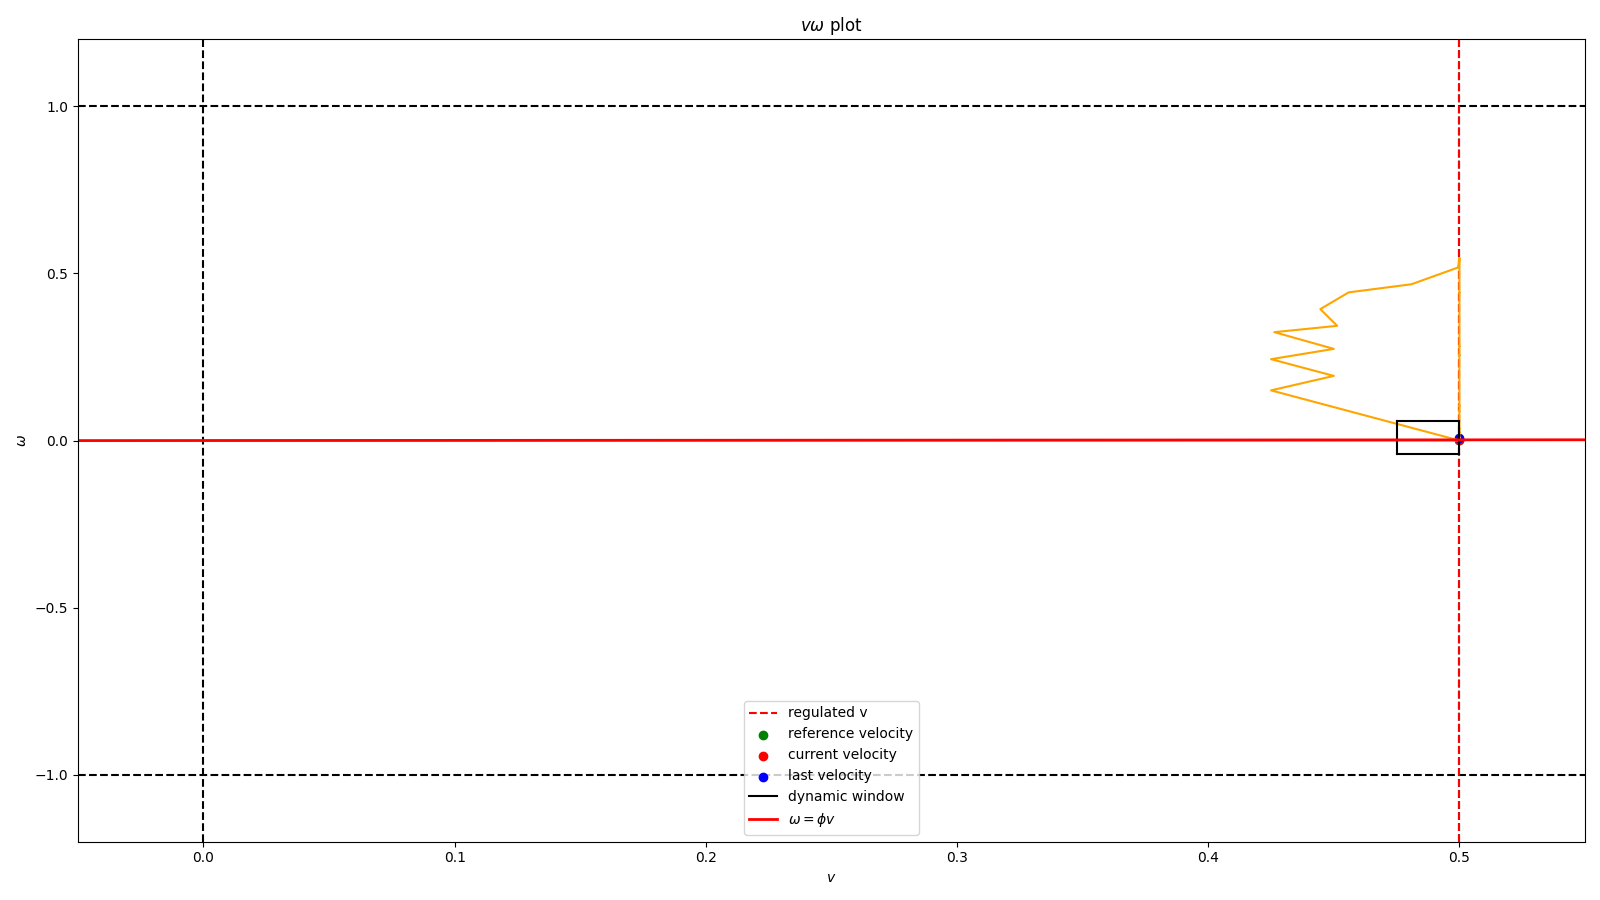 vω plot
1.0
0.5
0.0
−0.5
−1.0
ω
regulated v
reference velocity
current velocity
last velocity
dynamic window
ω = ϕv
0.0 0.1 0.2 0.3 0.4 0.5
v